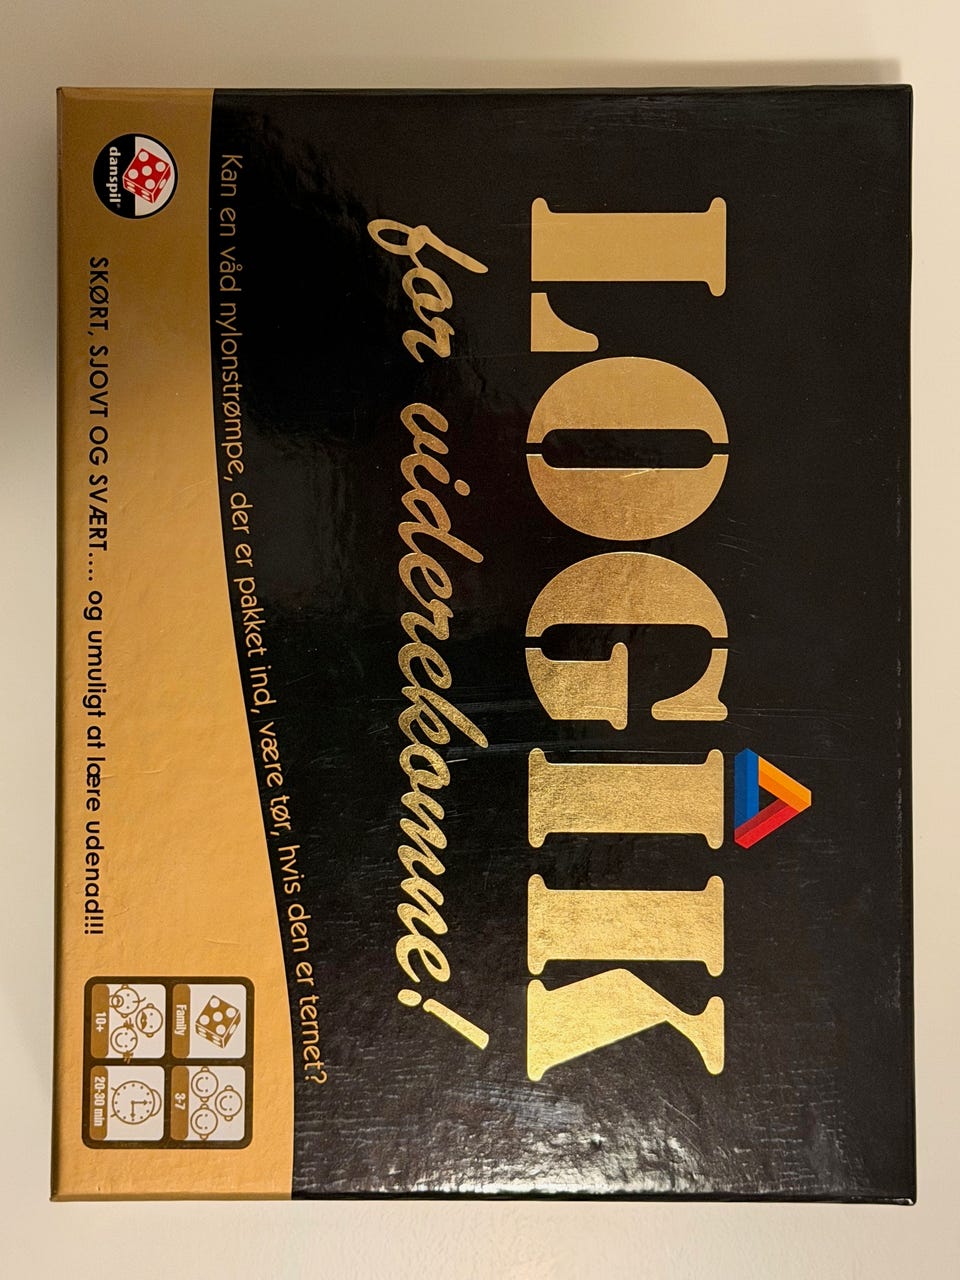 LOGIK
for viderekomne!
Kan en våd nylonstrømpe, der er pakket ind, være tør, hvis den er ternet?
danspil
SKØRT, SJOVT OG SVÆRT.... og umuligt at lære udenad!!!
Family
3-7
10+
20-30 min